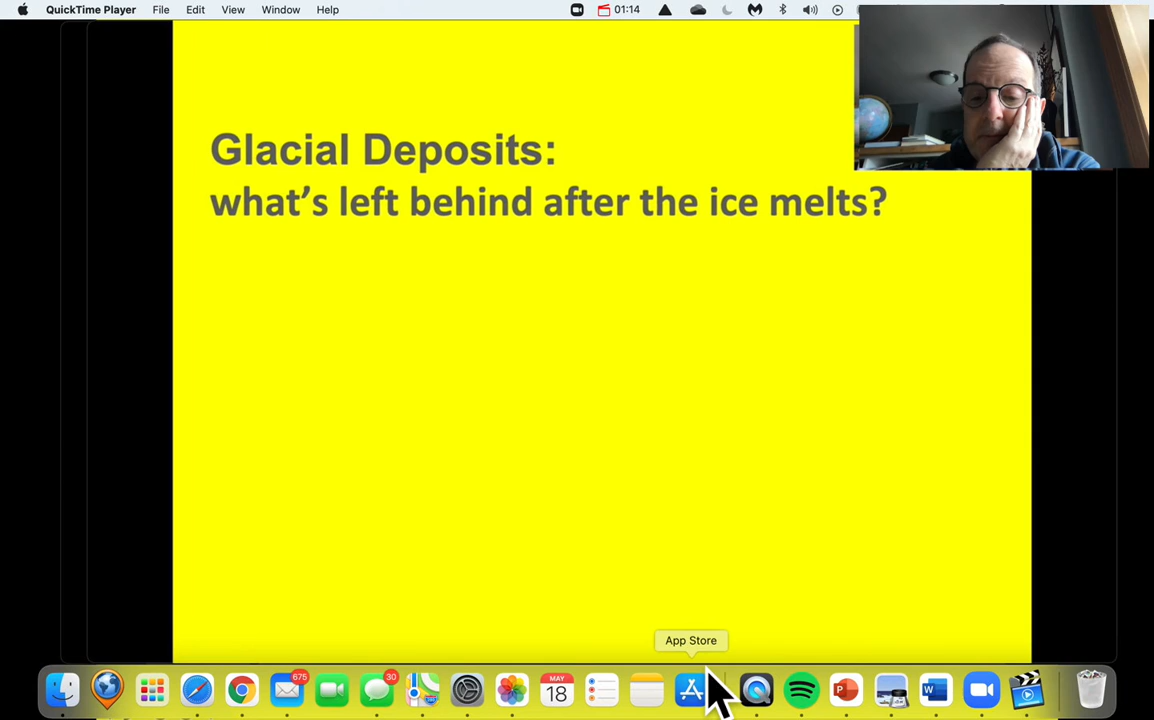 QuickTime Player File Edit View Window Help 01:14
Glacial Deposits:
what's left behind after the ice melts?
App Store
675
30
MAY
18